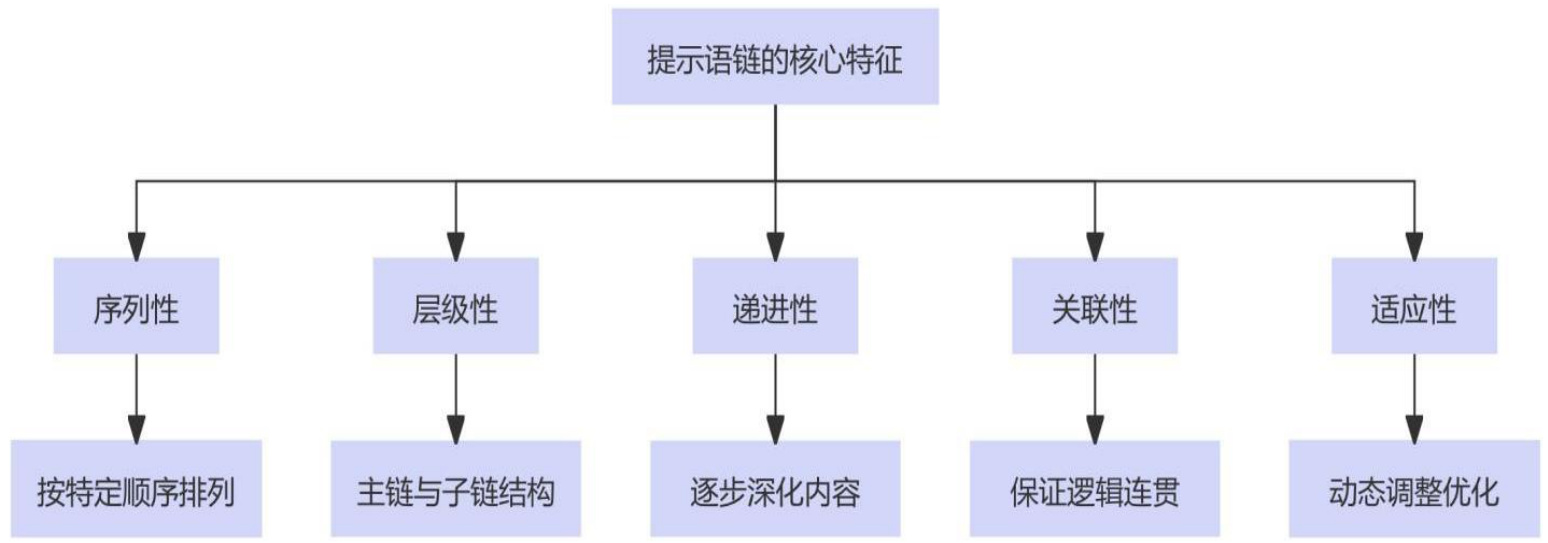 提示语链的核心特征
序列性
层级性
递进性
关联性
适应性
按特定顺序排列
主链与子链结构
逐步深化内容
保证逻辑连贯
动态调整优化